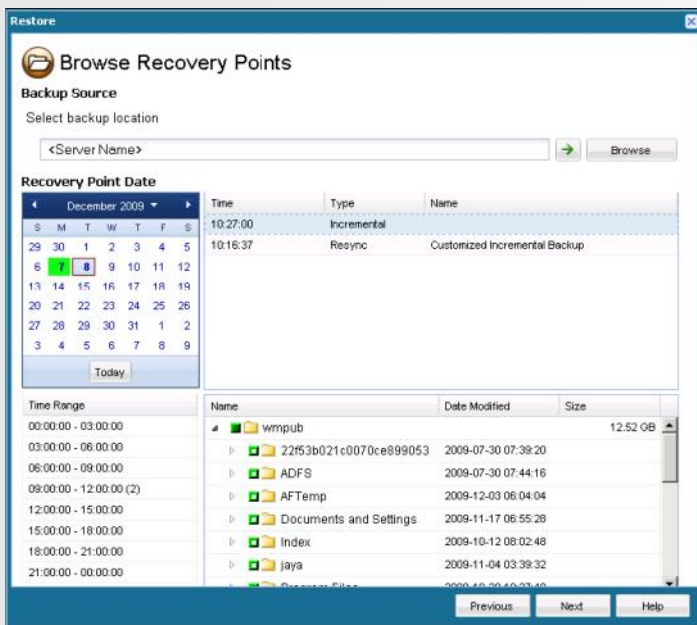 Restore
Browse Recovery Points
Backup Source
Select backup location
<Server Name>
Browse
Recovery Point Date
December 2009
S M T W T F S
29 30 1 2 3 4 5
6 7 8 9 10 11 12
13 14 15 16 17 18 19
20 21 22 23 24 25 26
27 28 29 30 31 1 2
3 4 5 6 7 8 9
Today
Time Type Name
10:27:00 Incremental
10:16:37 Resync Customized Incremental Backup
Time Range
00:00:00 - 03:00:00
03:00:00 - 06:00:00
06:00:00 - 09:00:00
09:00:00 - 12:00:00 (2)
12:00:00 - 15:00:00
15:00:00 - 18:00:00
18:00:00 - 21:00:00
21:00:00 - 00:00:00
Name Date Modified Size
wmpub 12.52 GB
22f53b021c0070ce899053 2009-07-30 07:39:20
ADFS 2009-07-30 07:44:16
AFTemp 2009-12-03 06:04:04
Documents and Settings 2009-11-17 06:55:28
Index 2009-10-12 08:02:48
jaya 2009-11-04 03:39:32
Program Files
Previous Next Help